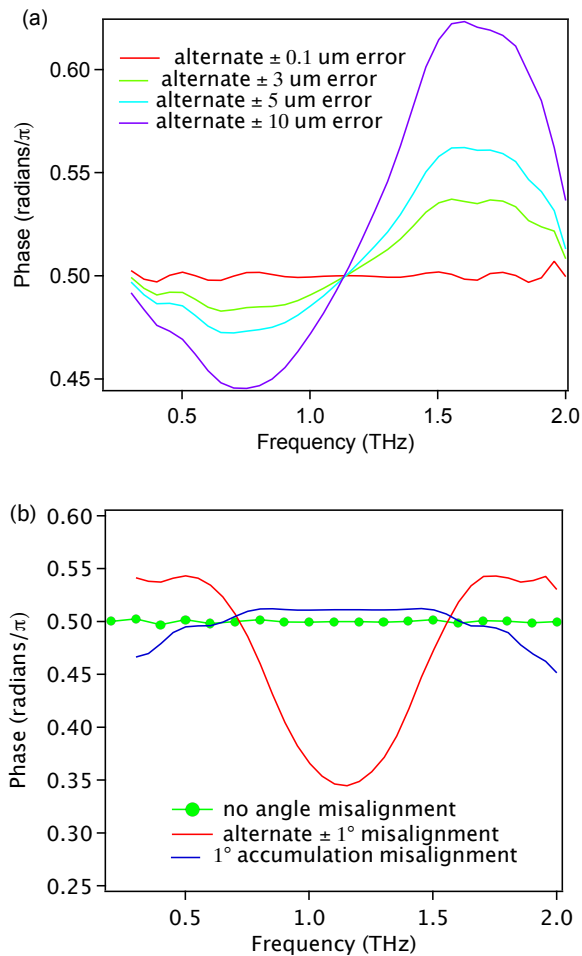 (a)
alternate ± 0.1 um error
alternate ± 3 um error
alternate ± 5 um error
alternate ± 10 um error
Phase (radians/π)
0.60
0.55
0.50
0.45
0.5
1.0
1.5
2.0
Frequency (THz)
(b)
Phase (radians/π)
0.60
0.55
0.50
0.45
0.40
0.35
0.30
0.25
no angle misalignment
alternate ± 1° misalignment
1° accumulation misalignment
0.5
1.0
1.5
2.0
Frequency (THz)